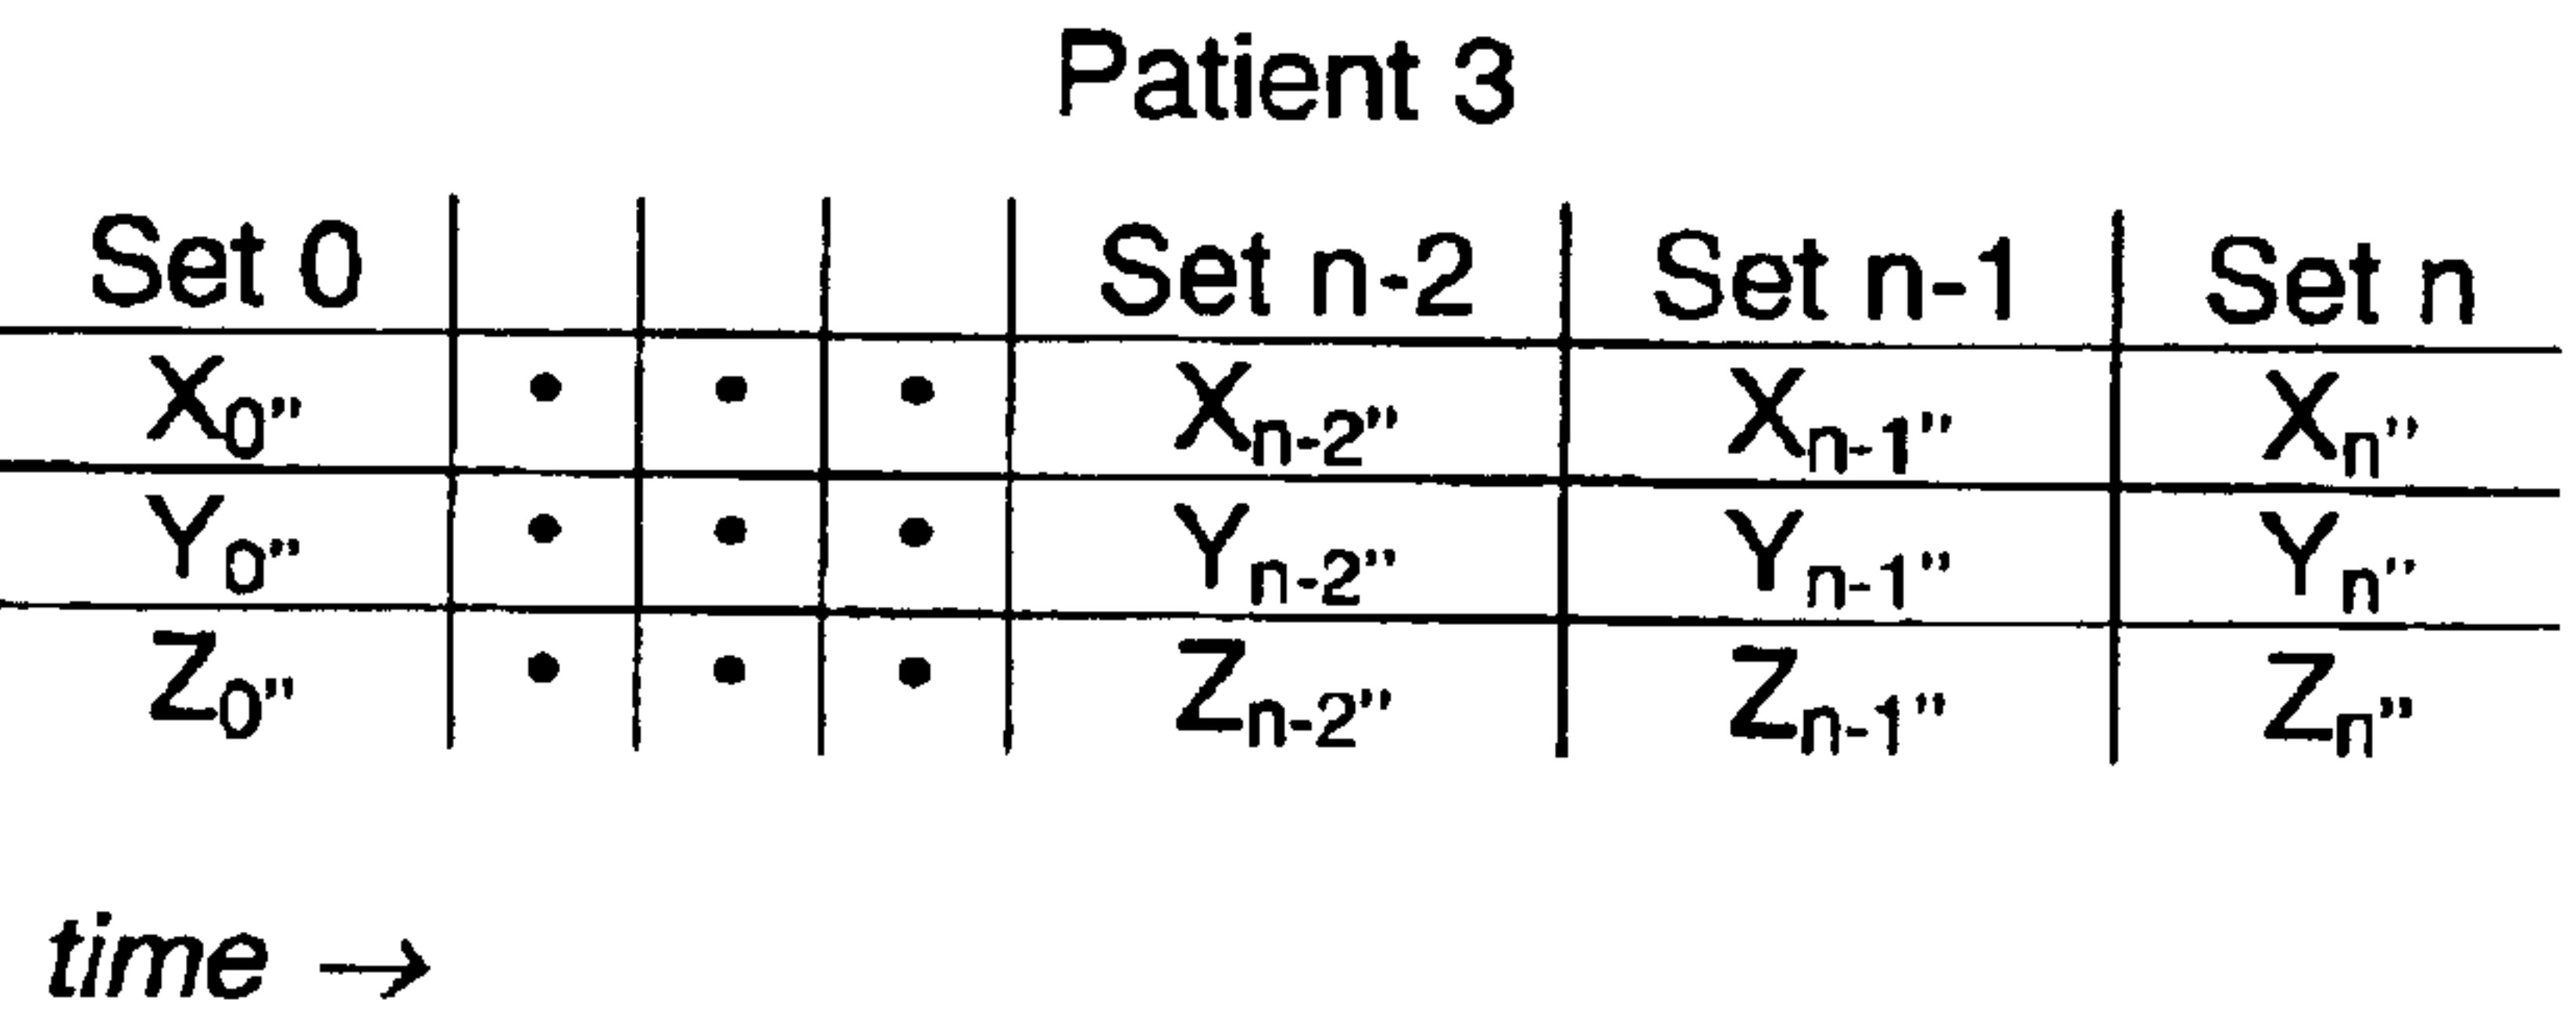 Patient 3
Set 0 Set n-2 Set n-1 Set n
X0" • • • Xn-2" Xn-1" Xn"
Y0" • • • Yn-2" Yn-1" Yn"
Z0" • • • Zn-2" Zn-1" Zn"
time →